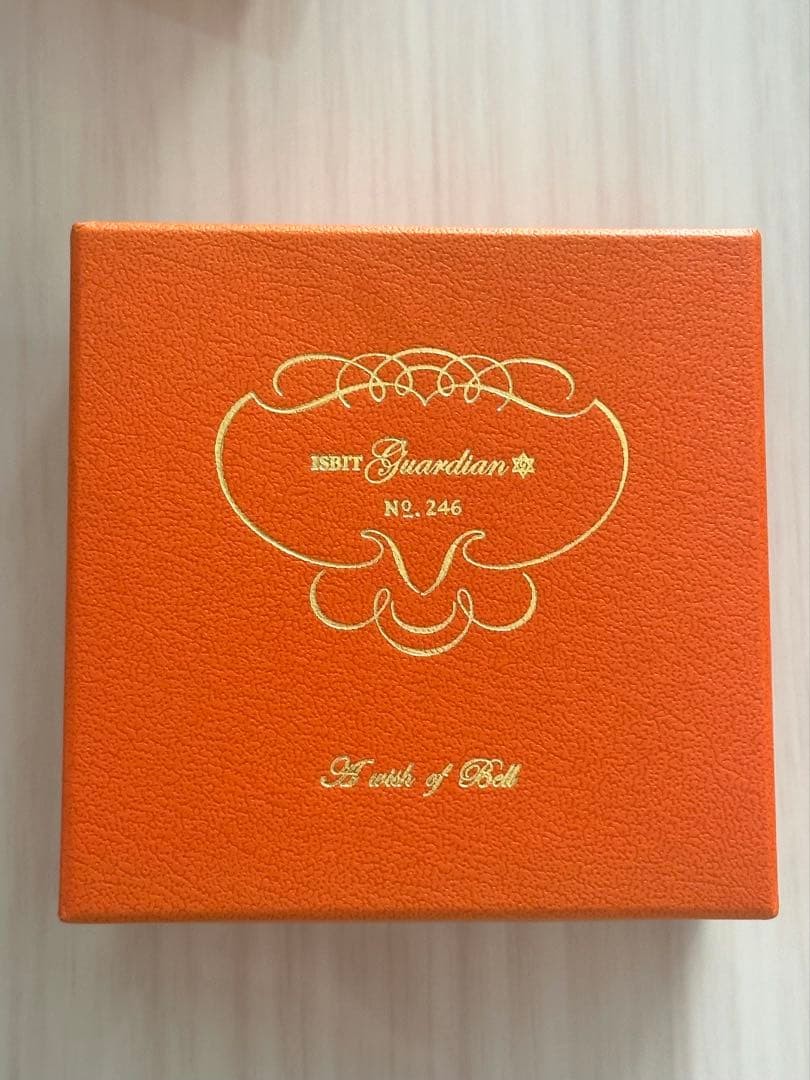 ISBIT Guardian
Nº. 246
A wish of Bell